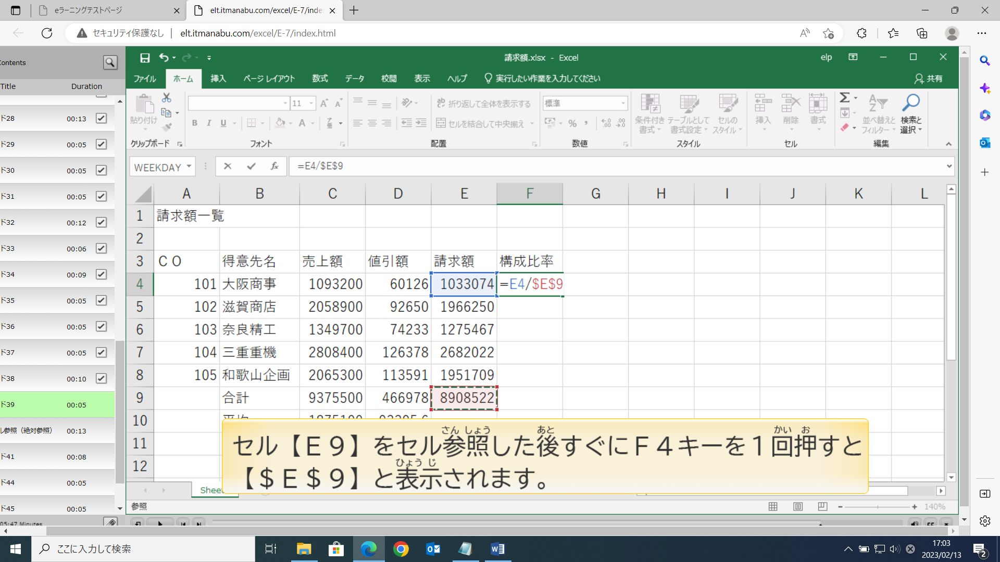 eラーニングテストページ
elt.itmanabu.com/excel/E-7/inde
セキュリティ保護なし
elt.itmanabu.com/excel/E-7/index.html
ontents
Title Duration
ド28 00:13
ド29 00:05
ド30 00:05
ド31 00:05
ド32 00:12
ド33 00:06
ド34 00:09
ド35 00:05
ド36 00:05
ド37 00:05
ド38 00:10
ド39 00:05
ル参照（絶対参照） 00:13
ド41 00:08
ド44 00:05
ド45 00:05
05:47 Minutes
請求額.xlsx - Excel
elp
ファイル ホーム 挿入 ページ レイアウト 数式 データ 校閲 表示 ヘルプ 実行したい作業を入力してください 共有
貼り付け
クリップボード
11
B I U
フォント
折り返して全体を表示する
セルを結合して中央揃え
配置
標準
数値
条件付き書式
テーブルとして書式設定
セルのスタイル
スタイル
挿入 削除 書式
セル
並べ替えとフィルター
検索と選択
編集
WEEKDAY
=E4/$E$9
A B C D E F G H I J K L
1 請求額一覧
2
3 ＣＯ 得意先名 売上額 値引額 請求額 構成比率
4 101 大阪商事 1093200 60126 1033074 =E4/$E$9
5 102 滋賀商店 2058900 92650 1966250
6 103 奈良精工 1349700 74233 1275467
7 104 三重重機 2808400 126378 2682022
8 105 和歌山企画 2065300 113591 1951709
9 合計 9375500 466978 8908522
10
11
12
さん しょう あと かい お
セル【Ｅ９】をセル参照した後すぐにＦ４キーを１回押すと
ひょう じ
【＄Ｅ＄９】と表示されます。
Shee
参照
140%
ここに入力して検索
17:03
2023/02/13
2